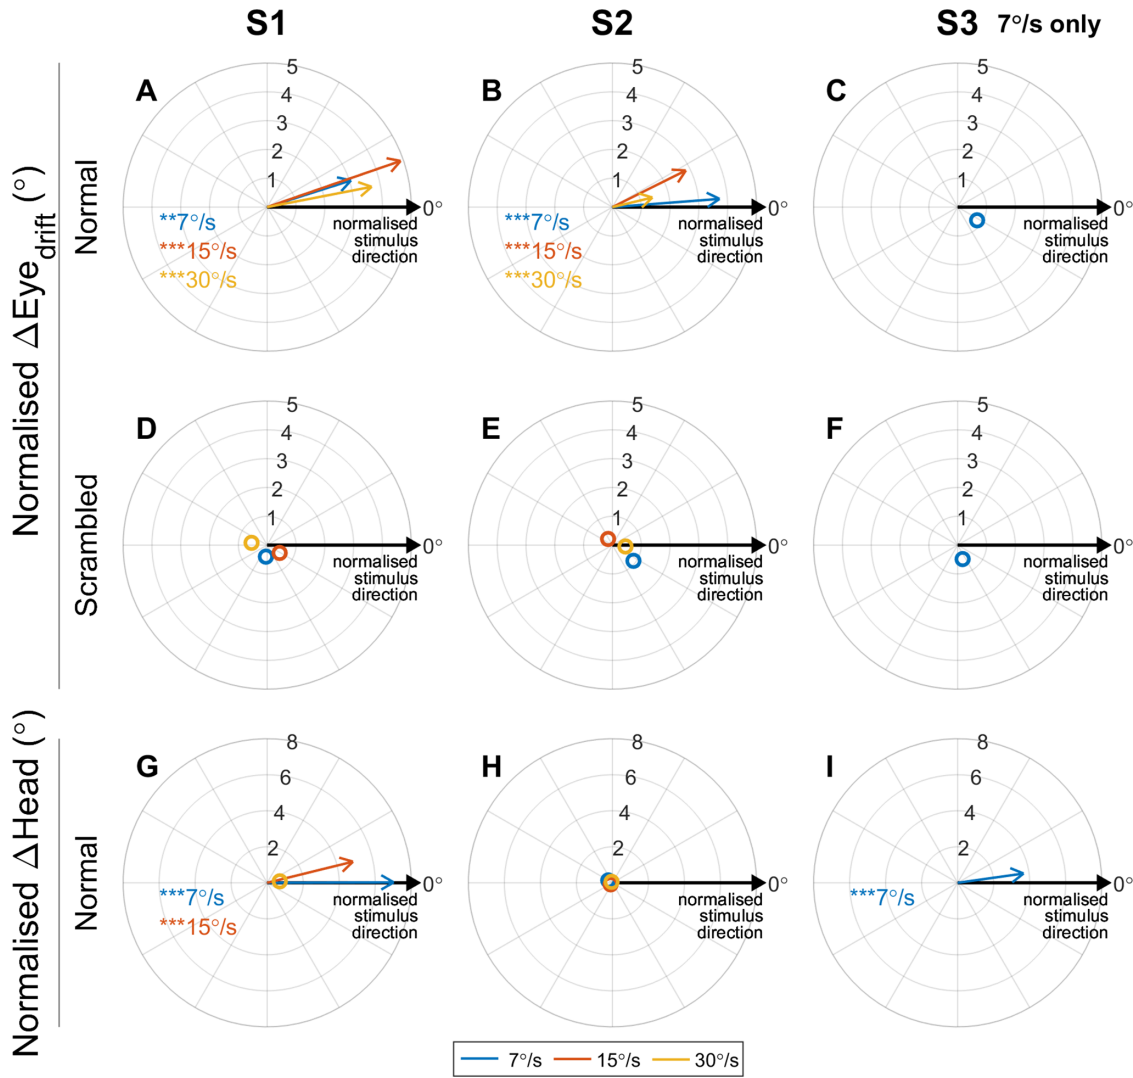 S1
S2
S3 7°/s only
Normalised ΔEye drift (°)
Normal
A
5
4
3
2
1
0°
normalised
stimulus
direction
**7°/s
***15°/s
***30°/s
B
5
4
3
2
1
0°
normalised
stimulus
direction
***7°/s
***15°/s
***30°/s
C
5
4
3
2
1
0°
normalised
stimulus
direction
Scrambled
D
5
4
3
2
1
0°
normalised
stimulus
direction
E
5
4
3
2
1
0°
normalised
stimulus
direction
F
5
4
3
2
1
0°
normalised
stimulus
direction
Normalised ΔHead (°)
Normal
G
8
6
4
2
0°
normalised
stimulus
direction
***7°/s
***15°/s
H
8
6
4
2
0°
normalised
stimulus
direction
I
8
6
4
2
0°
normalised
stimulus
direction
***7°/s
7°/s 15°/s 30°/s